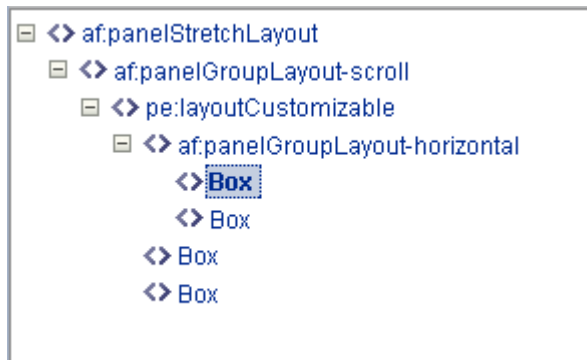 af:panelStretchLayout
af:panelGroupLayout-scroll
pe:layoutCustomizable
af:panelGroupLayout-horizontal
Box
Box
Box
Box